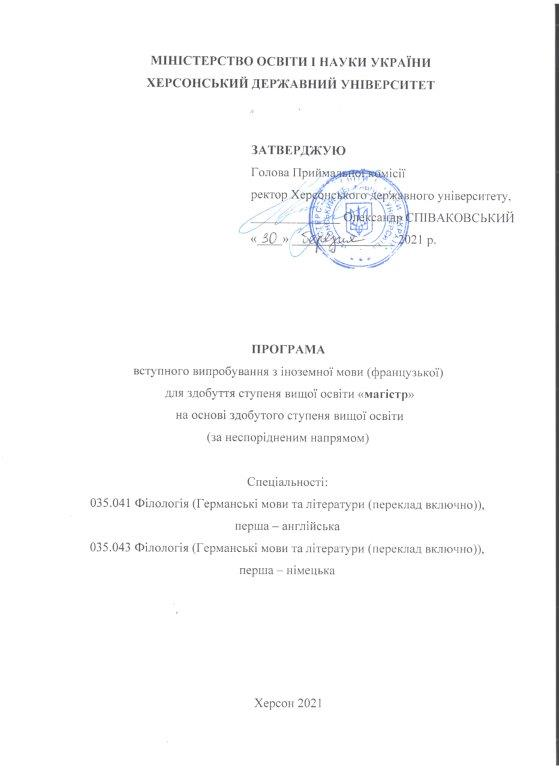 МІНІСТЕРСТВО ОСВІТИ І НАУКИ УКРАЇНИ
ХЕРСОНСЬКИЙ ДЕРЖАВНИЙ УНІВЕРСИТЕТ
ЗАТВЕРДЖУЮ
Голова Приймальної комісії
ректор Херсонського державного університету,
Олександр СПІВАКОВСЬКИЙ
«30» березня 2021 р.
ПРОГРАМА
вступного випробування з іноземної мови (французької)
для здобуття ступеня вищої освіти «магістр»
на основі здобутого ступеня вищої освіти
(за неспорідненим напрямом)
Спеціальності:
035.041 Філологія (Германські мови та літератури (переклад включно)),
перша – англійська
035.043 Філологія (Германські мови та літератури (переклад включно)),
перша – німецька
Херсон 2021